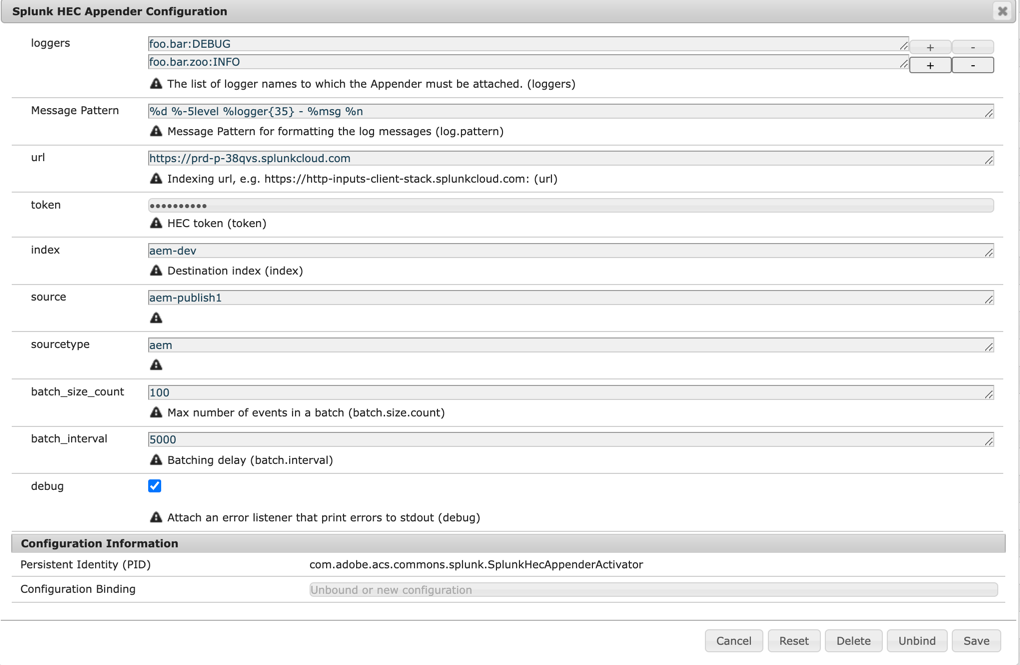 Splunk HEC Appender Configuration
loggers
foo.bar:DEBUG
+ -
foo.bar.zoo:INFO
+ -
The list of logger names to which the Appender must be attached. (loggers)
Message Pattern
%d %-5level %logger{35} - %msg %n
Message Pattern for formatting the log messages (log.pattern)
url
https://prd-p-38qvs.splunkcloud.com
Indexing url, e.g. https://http-inputs-client-stack.splunkcloud.com: (url)
token
••••••••••
HEC token (token)
index
aem-dev
Destination index (index)
source
aem-publish1
sourcetype
aem
batch_size_count
100
Max number of events in a batch (batch.size.count)
batch_interval
5000
Batching delay (batch.interval)
debug
Attach an error listener that print errors to stdout (debug)
Configuration Information
Persistent Identity (PID) com.adobe.acs.commons.splunk.SplunkHecAppenderActivator
Configuration Binding Unbound or new configuration
Cancel Reset Delete Unbind Save